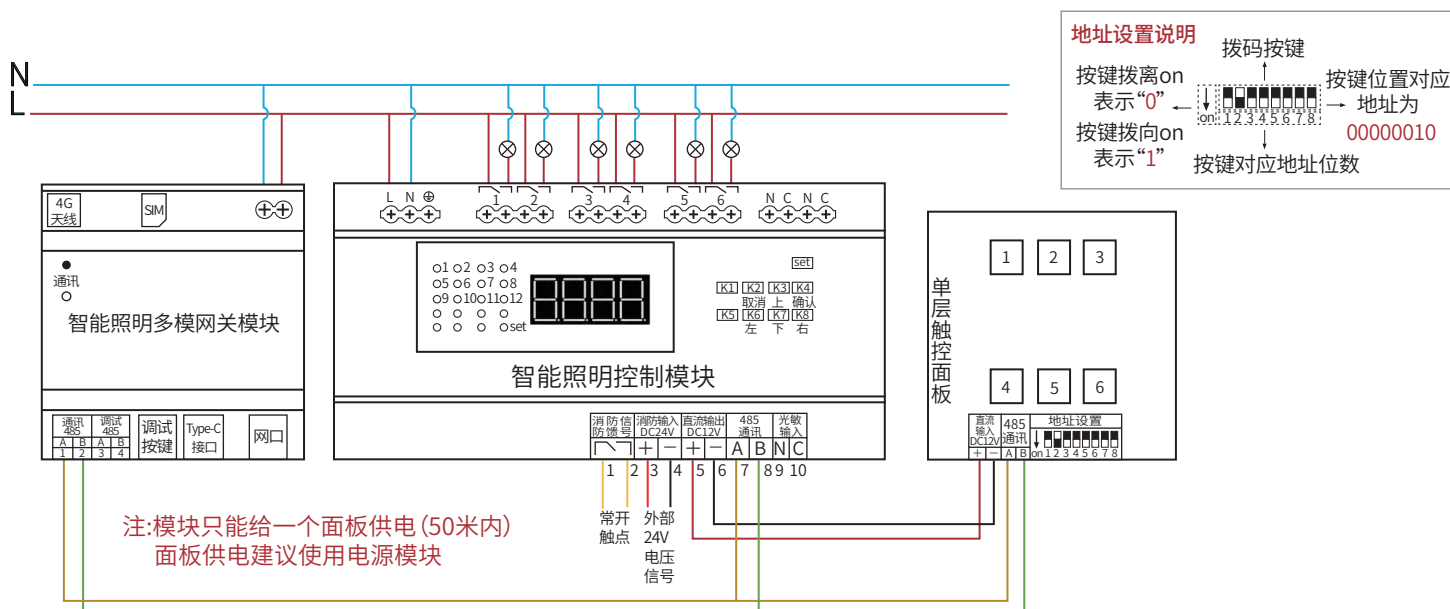 N
L
地址设置说明
拨码按键
按键拨离on
表示“0”
按键拨向on
表示“1”
on 1 2 3 4 5 6 7 8
按键位置对应
地址为
00000010
按键对应地址位数
4G
天线
SIM
通讯
智能照明多模网关模块
通讯
485
调试
485
A B A B
1 2 3 4
调试
按键
Type-C
接口
网口
L N
1 2 3 4 5 6
N C N C
1 2 3 4
5 6 7 8
9 10 11 12
set
set
K1 K2 K3 K4
取消 上 确认
K5 K6 K7 K8
左 下 右
智能照明控制模块
消防信
防馈号
消防输入
DC24V
直流输出
DC12V
485
通讯
光敏
输入
+ − + − A B N C
1 2 3 4 5 6 7 8 9 10
常开
触点
外部
24V
电压
信号
单层触控面板
1 2 3
4 5 6
直流
输入
DC12V
485
通讯
地址设置
+ − A B on 1 2 3 4 5 6 7 8
注:模块只能给一个面板供电(50米内)
面板供电建议使用电源模块